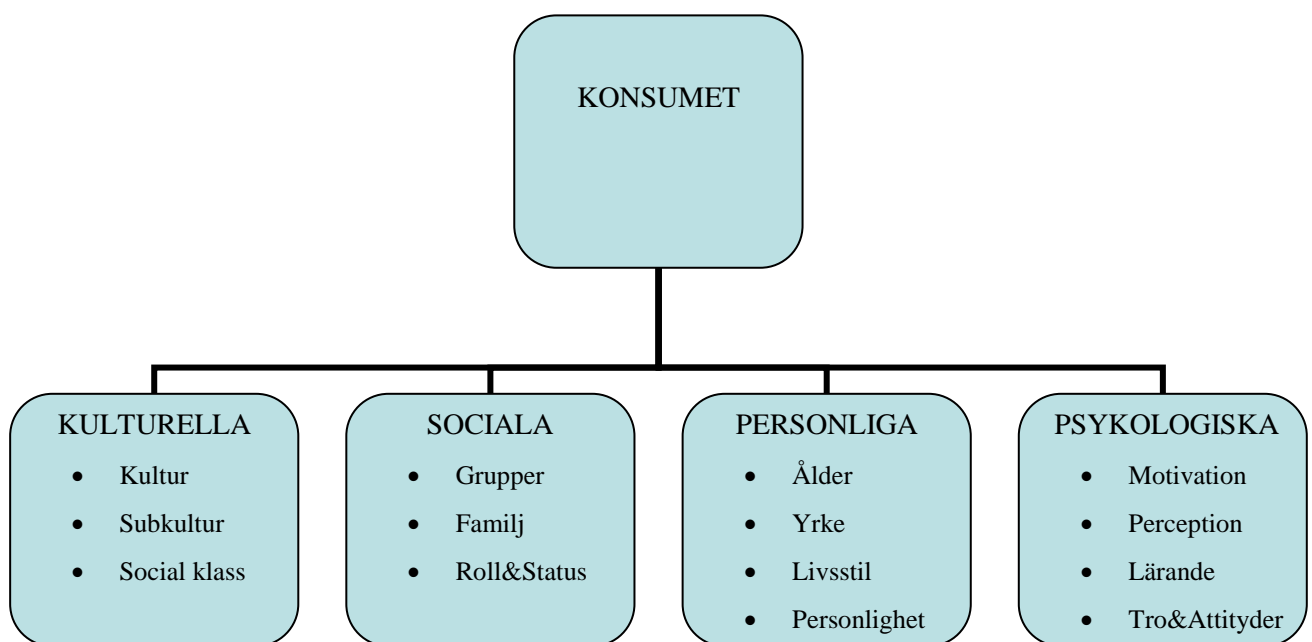 KONSUMET
KULTURELLA
• Kultur
• Subkultur
• Social klass
SOCIALA
• Grupper
• Familj
• Roll&Status
PERSONLIGA
• Ålder
• Yrke
• Livsstil
• Personlighet
PSYKOLOGISKA
• Motivation
• Perception
• Lärande
• Tro&Attityder